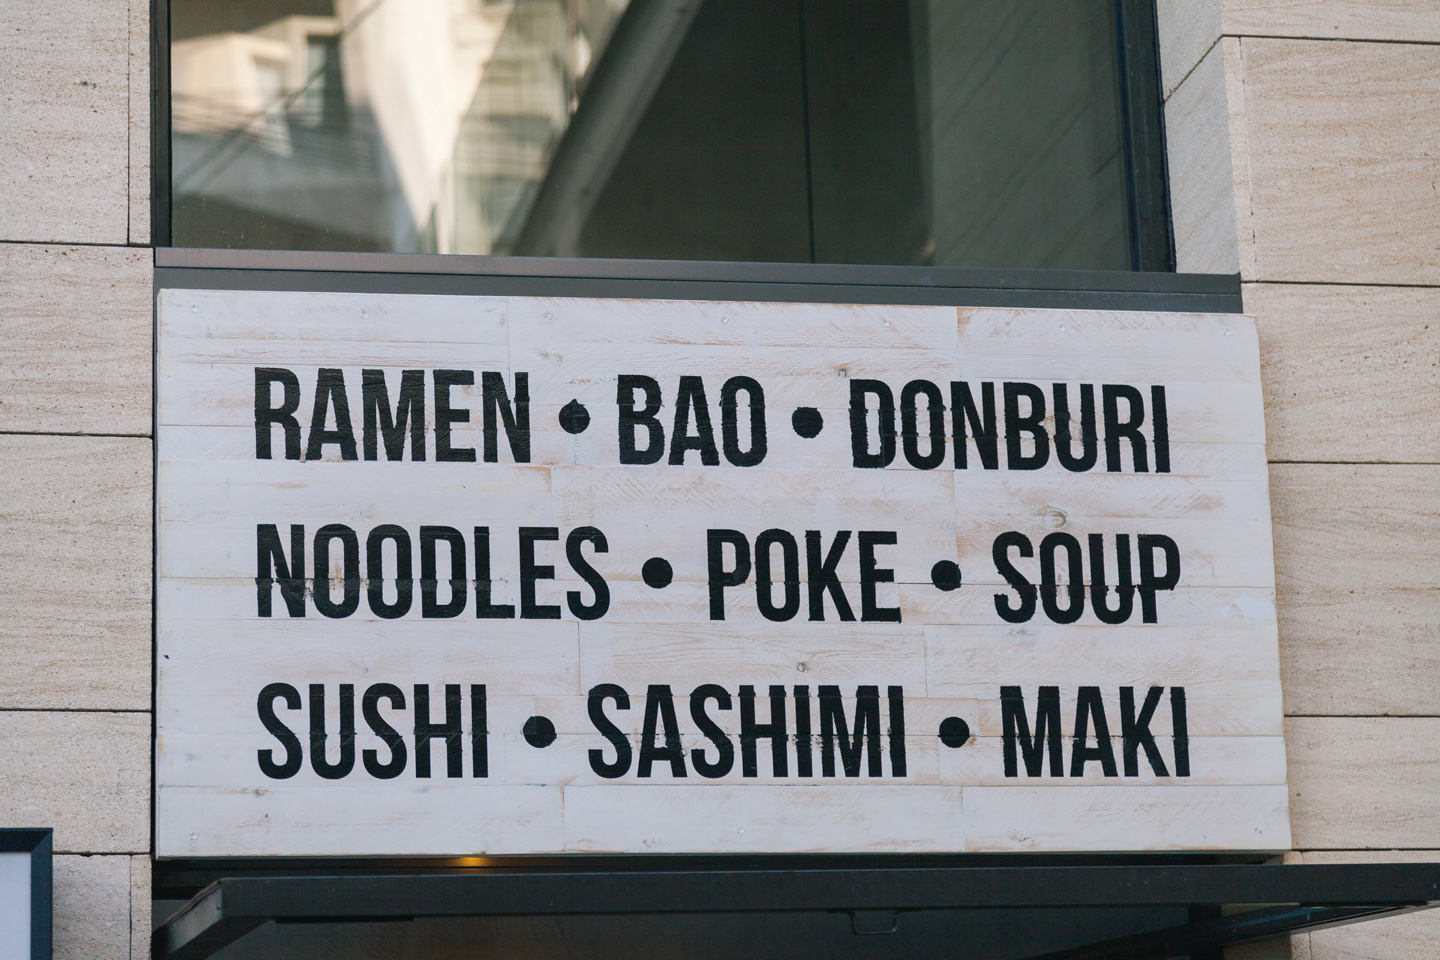 RAMEN • BAO • DONBURI
NOODLES • POKE • SOUP
SUSHI • SASHIMI • MAKI